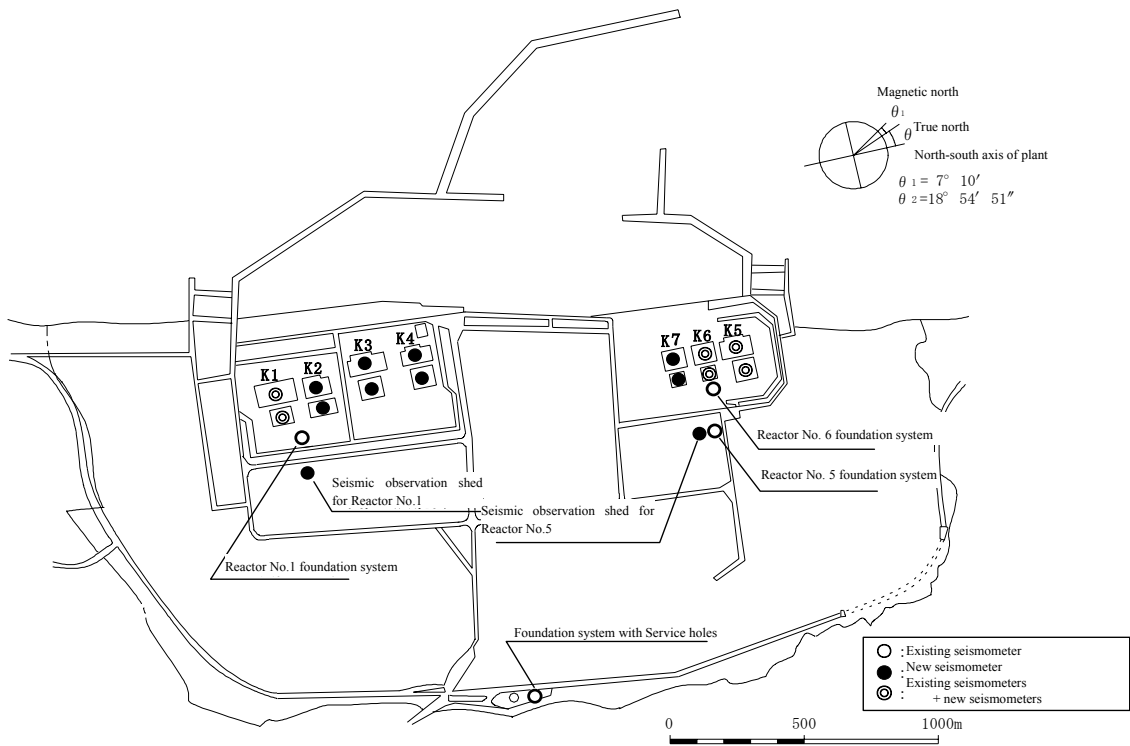 Magnetic north
θ 1
True north
θ
North-south axis of plant
θ 1 = 7° 10′
θ 2 =18° 54′ 51″
K1
K2
K3
K4
K7
K6
K5
Reactor No. 6 foundation system
Reactor No. 5 foundation system
Seismic observation shed
for Reactor No.1
Seismic observation shed for
Reactor No.5
Reactor No.1 foundation system
Foundation system with Service holes
: Existing seismometer
: New seismometer
: Existing seismometers
+ new seismometers
0 500 1000m